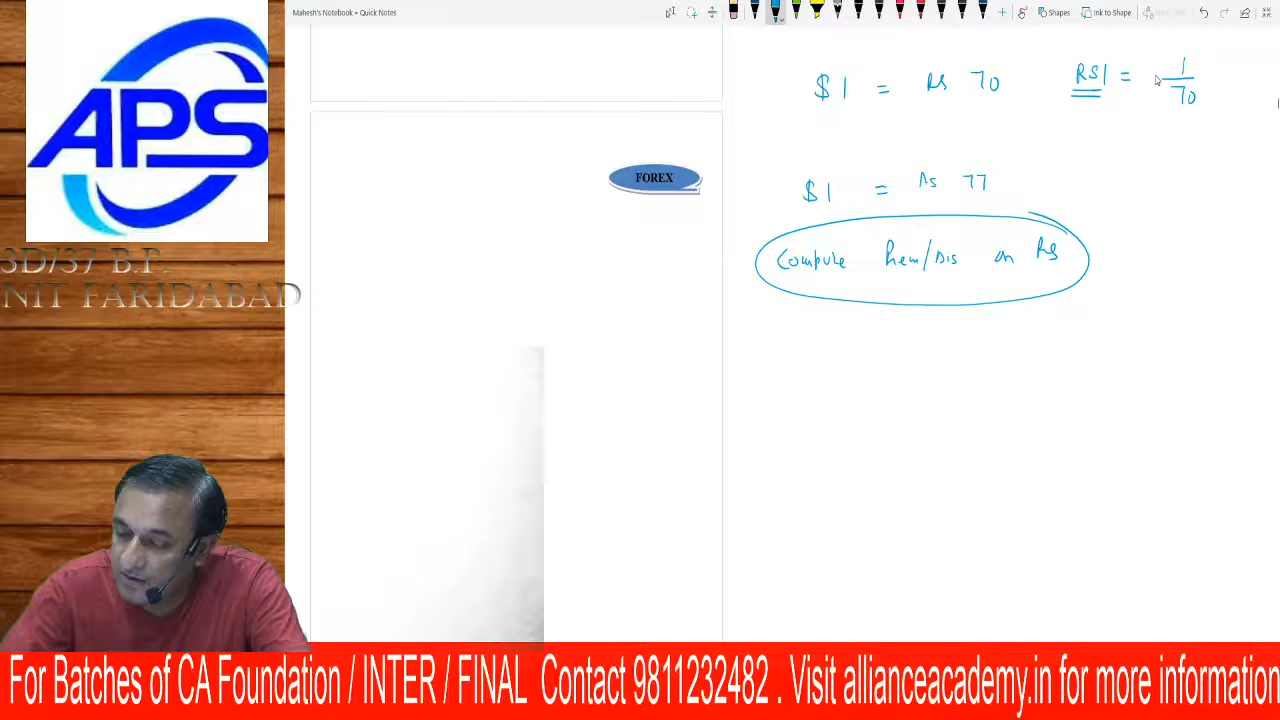 Mahesh's Notebook » Quick Notes
Shapes
Ink to Shape
APS
3D/37 B.P.
NIT FARIDABAD
FOREX
$1 = Rs 70
RS1 = 1/70
$1 = Rs 77
Compute Prem/Dis on Rs
For Batches of CA Foundation / INTER / FINAL Contact 9811232482 . Visit allianceacademy.in for more information